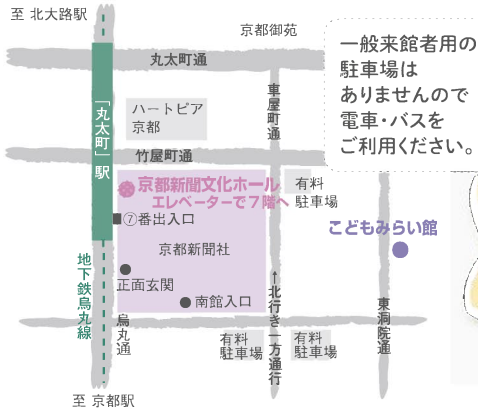 至 北大路駅
京都御苑
丸太町通
一般来館者用の
駐車場は
ありませんので
電車・バスを
ご利用ください。
「丸太町」駅
ハートピア
京都
車屋町通
竹屋町通
京都新聞文化ホール
エレベーターで7階へ
有料
駐車場
⑦番出入口
こどもみらい館
京都新聞社
地下鉄烏丸線
正面玄関
南館入口
←北行き一方通行
烏丸通
東洞院通
有料
駐車場
有料
駐車場
至 京都駅